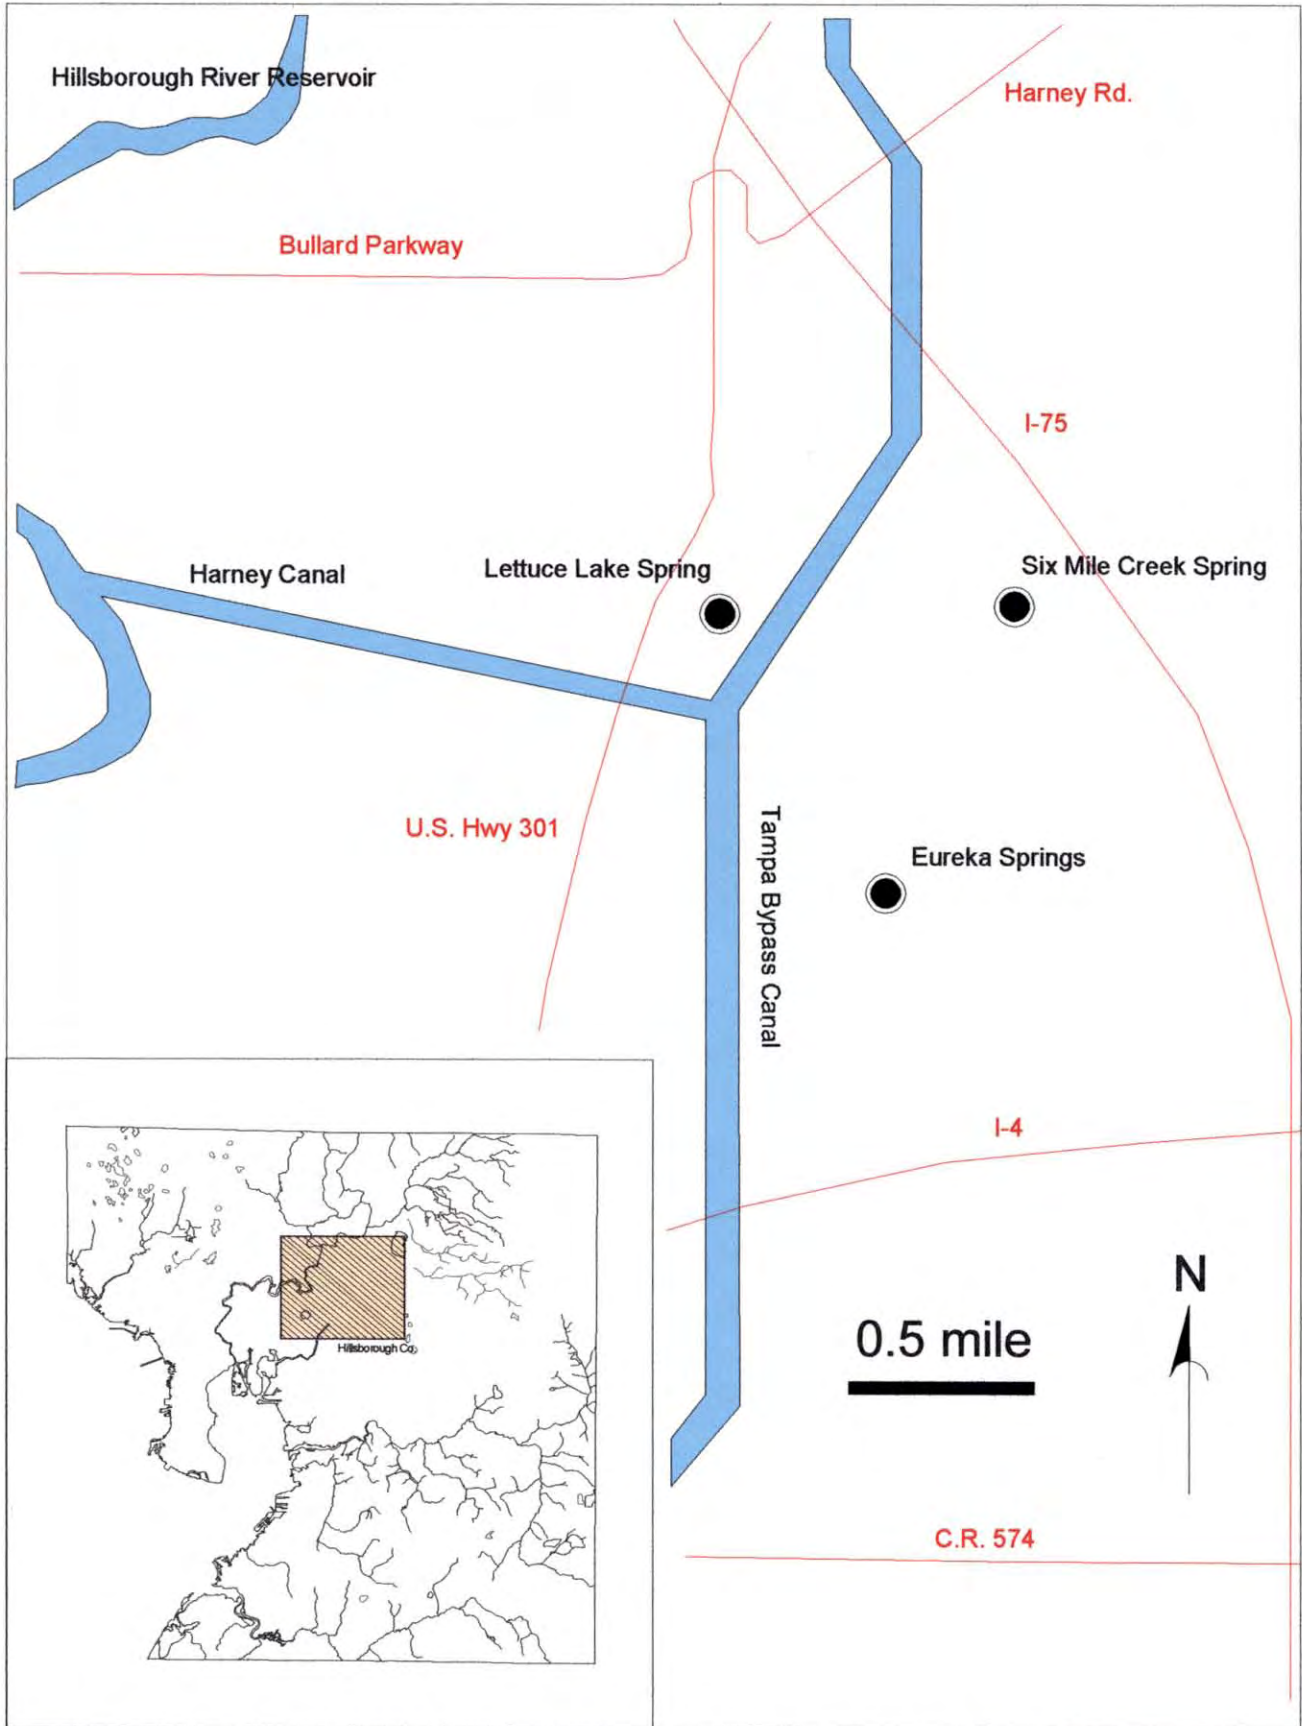 Hillsborough River Reservoir
Harney Rd.
Bullard Parkway
I-75
Harney Canal
Lettuce Lake Spring
Six Mile Creek Spring
U.S. Hwy 301
Tampa Bypass Canal
Eureka Springs
I-4
N
0.5 mile
Hillsborough Co.
C.R. 574